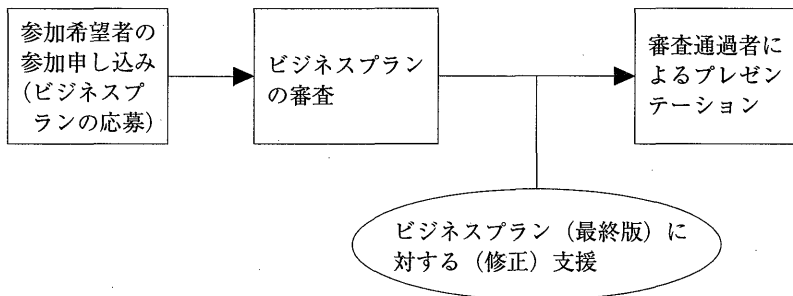 参加希望者の
参加申し込み
(ビジネスプ
ランの応募)
ビジネスプラン
の審査
審査通過者に
よるプレゼン
テーション
ビジネスプラン(最終版)に
対する(修正)支援